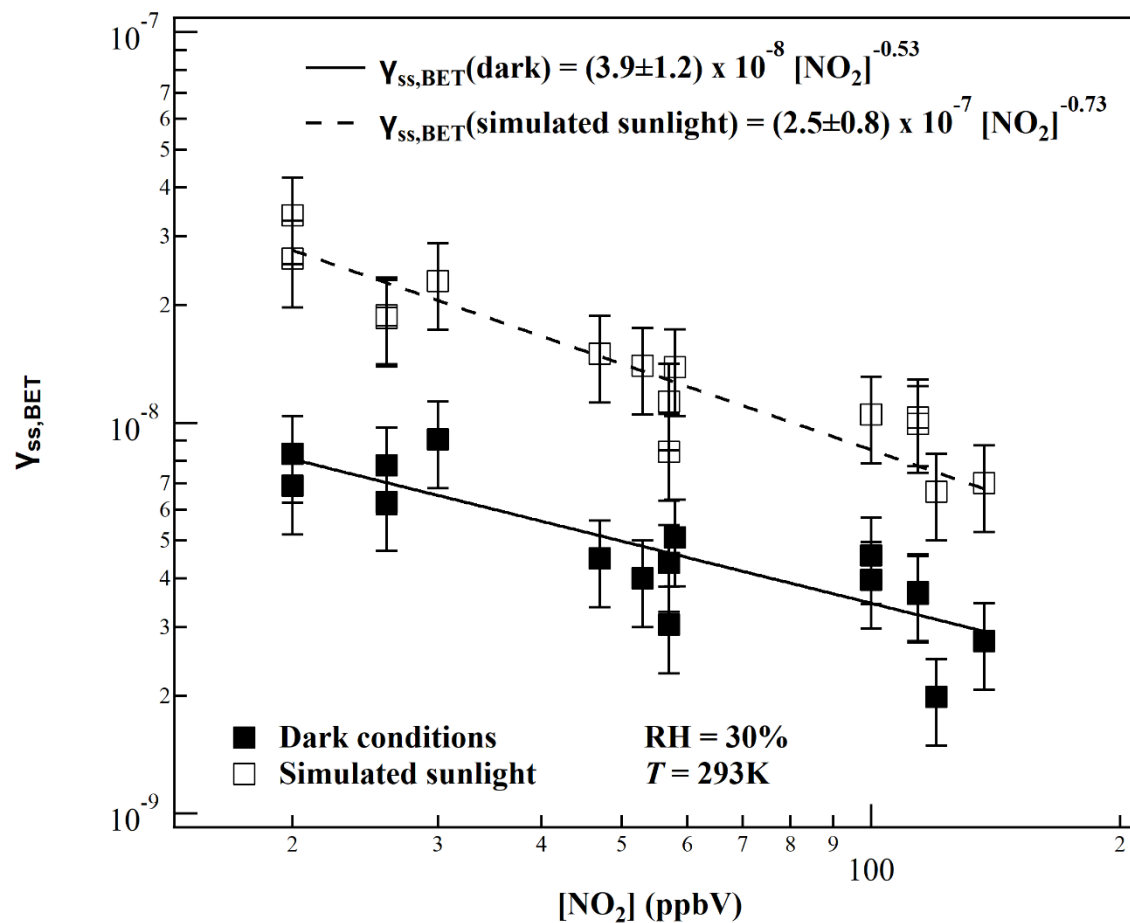 10⁻⁷
γss,BET(dark) = (3.9±1.2) x 10⁻⁸ [NO₂]⁻⁰·⁵³
γss,BET(simulated sunlight) = (2.5±0.8) x 10⁻⁷ [NO₂]⁻⁰·⁷³
7
6
5
4
3
2
10⁻⁸
7
6
5
4
3
2
10⁻⁹
γss,BET
Dark conditions RH = 30%
Simulated sunlight T = 293K
2 3 4 5 6 7 8 9 100 2
[NO₂] (ppbV)